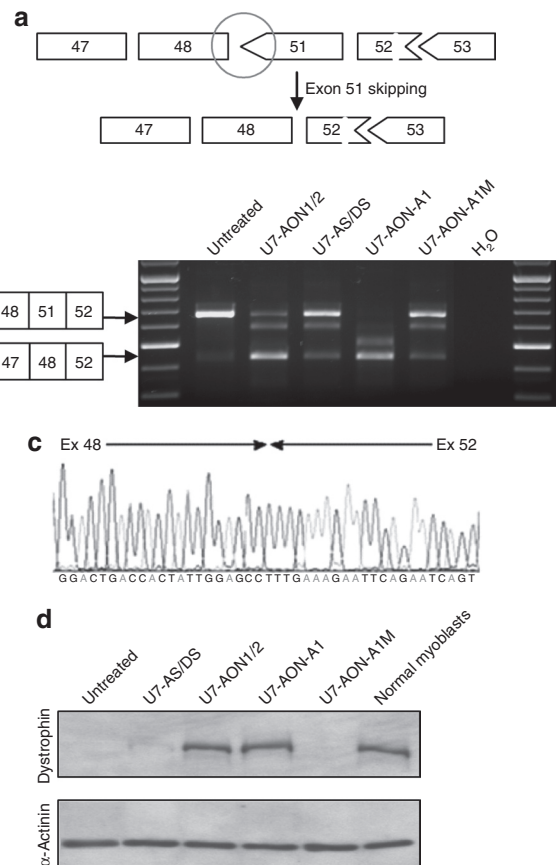 a
47 48 51 52 53
Exon 51 skipping
47 48 52 53
Untreated
U7-AON1/2
U7-AS/DS
U7-AON-A1
U7-AON-A1M
H2O
48 51 52
47 48 52
c
Ex 48 Ex 52
GGACTGACCACTATTGGAGCCTTTGAAAGAATTCAGAATCAGT
d
Untreated
U7-AS/DS
U7-AON1/2
U7-AON-A1
U7-AON-A1M
Normal myoblasts
Dystrophin
α-Actinin